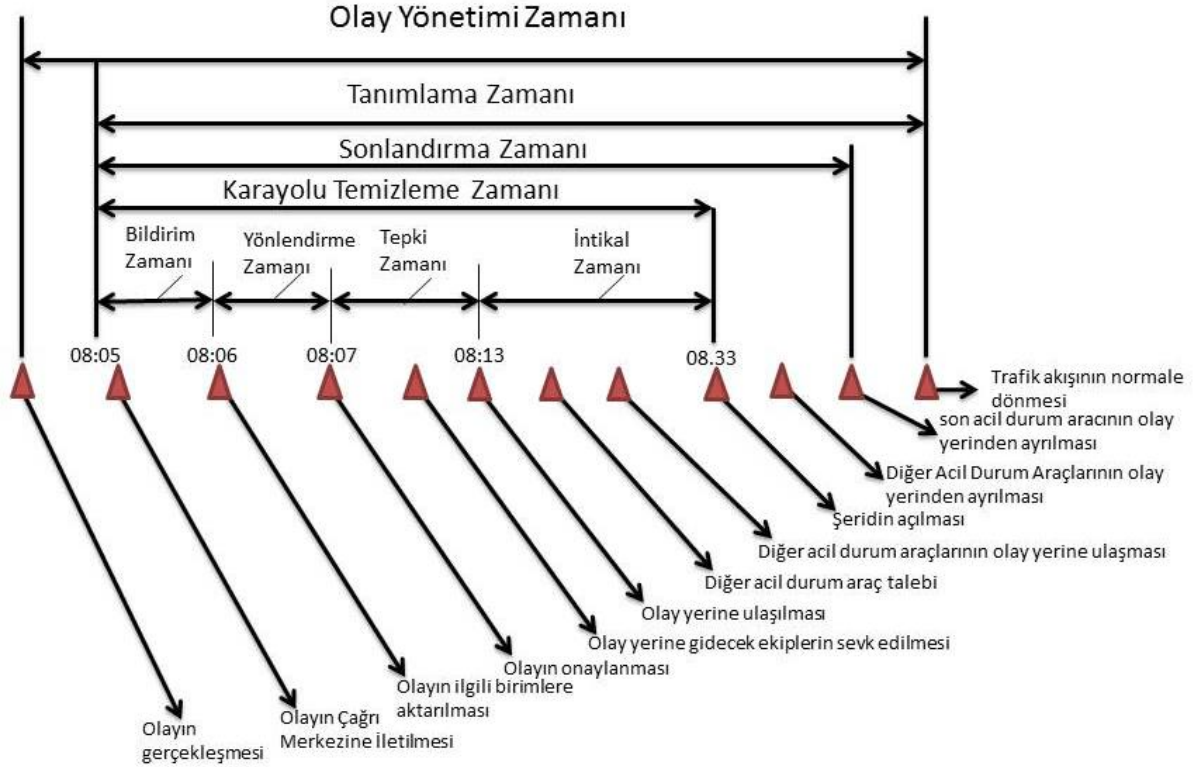 Olay Yönetimi Zamanı
Tanımlama Zamanı
Sonlandırma Zamanı
Karayolu Temizleme Zamanı
Bildirim
Zamanı
Yönlendirme
Zamanı
Tepki
Zamanı
İntikal
Zamanı
08:05
08:06
08:07
08:13
08.33
Trafik akışının normale
dönmesi
son acil durum aracının olay
yerinden ayrılması
Diğer Acil Durum Araçlarının olay
yerinden ayrılması
Şeridin açılması
Diğer acil durum araçlarının olay yerine ulaşması
Diğer acil durum araç talebi
Olay yerine ulaşılması
Olay yerine gidecek ekiplerin sevk edilmesi
Olayın onaylanması
Olayın ilgili birimlere
aktarılması
Olayın Çağrı
Merkezine İletilmesi
Olayın
gerçekleşmesi